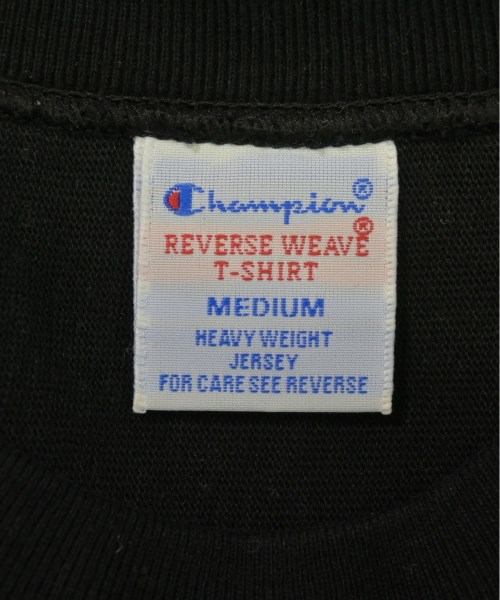 Champion®
REVERSE WEAVE®
T-SHIRT
MEDIUM
HEAVY WEIGHT
JERSEY
FOR CARE SEE REVERSE